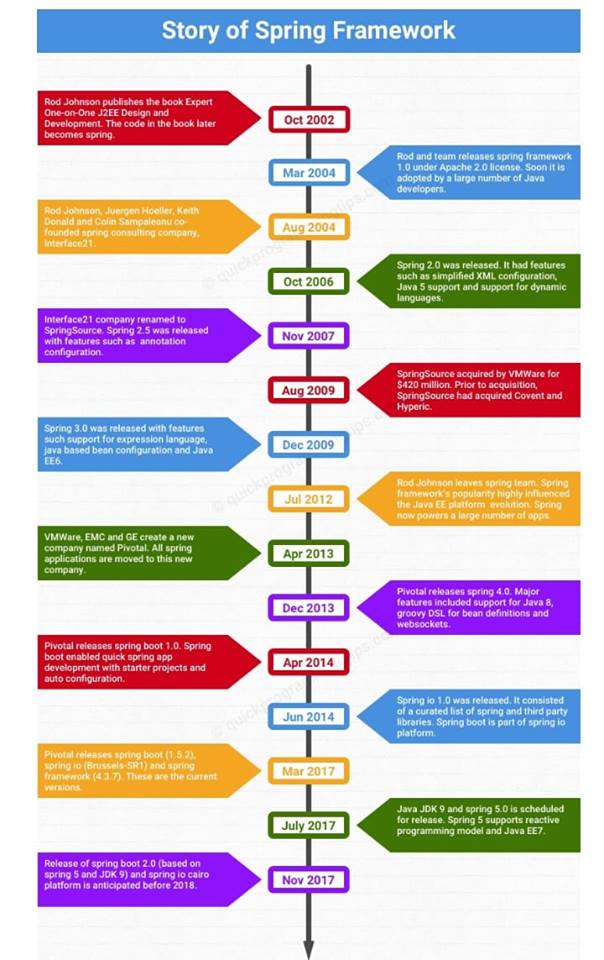 Story of Spring Framework
Rod Johnson publishes the book Expert
One-on-One J2EE Design and
Development. The code in the book later
becomes spring.
Oct 2002
Mar 2004
Rod and team releases spring framework
1.0 under Apache 2.0 license. Soon it is
adopted by a large number of Java
developers.
Rod Johnson, Juergen Hoeller, Keith
Donald and Colin Sampaleanu co-
founded spring consulting company,
Interface21.
Aug 2004
Oct 2006
Spring 2.0 was released. It had features
such as simplified XML configuration,
Java 5 support and support for dynamic
languages.
Interface21 company renamed to
SpringSource. Spring 2.5 was released
with features such as annotation
configuration.
Nov 2007
Aug 2009
SpringSource acquired by VMWare for
$420 million. Prior to acquisition,
SpringSource had acquired Covent and
Hyperic.
Spring 3.0 was released with features
such support for expression language,
java based bean configuration and Java
EE6.
Dec 2009
Jul 2012
Rod Johnson leaves spring team. Spring
framework's popularity highly influenced
the Java EE platform evolution. Spring
now powers a large number of apps.
VMWare, EMC and GE create a new
company named Pivotal. All spring
applications are moved to this new
company.
Apr 2013
Dec 2013
Pivotal releases spring 4.0. Major
features included support for Java 8,
groovy DSL for bean definitions and
websockets.
Pivotal releases spring boot 1.0. Spring
boot enabled quick spring app
development with starter projects and
auto configuration.
Apr 2014
Jun 2014
Spring io 1.0 was released. It consisted
of a curated list of spring and third party
libraries. Spring boot is part of spring io
platform.
Pivotal releases spring boot (1.5.2),
spring io (Brussels-SR1) and spring
framework (4.3.7). These are the current
versions.
Mar 2017
July 2017
Java JDK 9 and spring 5.0 is scheduled
for release. Spring 5 supports reactive
programming model and Java EE7.
Release of spring boot 2.0 (based on
spring 5 and JDK 9) and spring io cairo
platform is anticipated before 2018.
Nov 2017